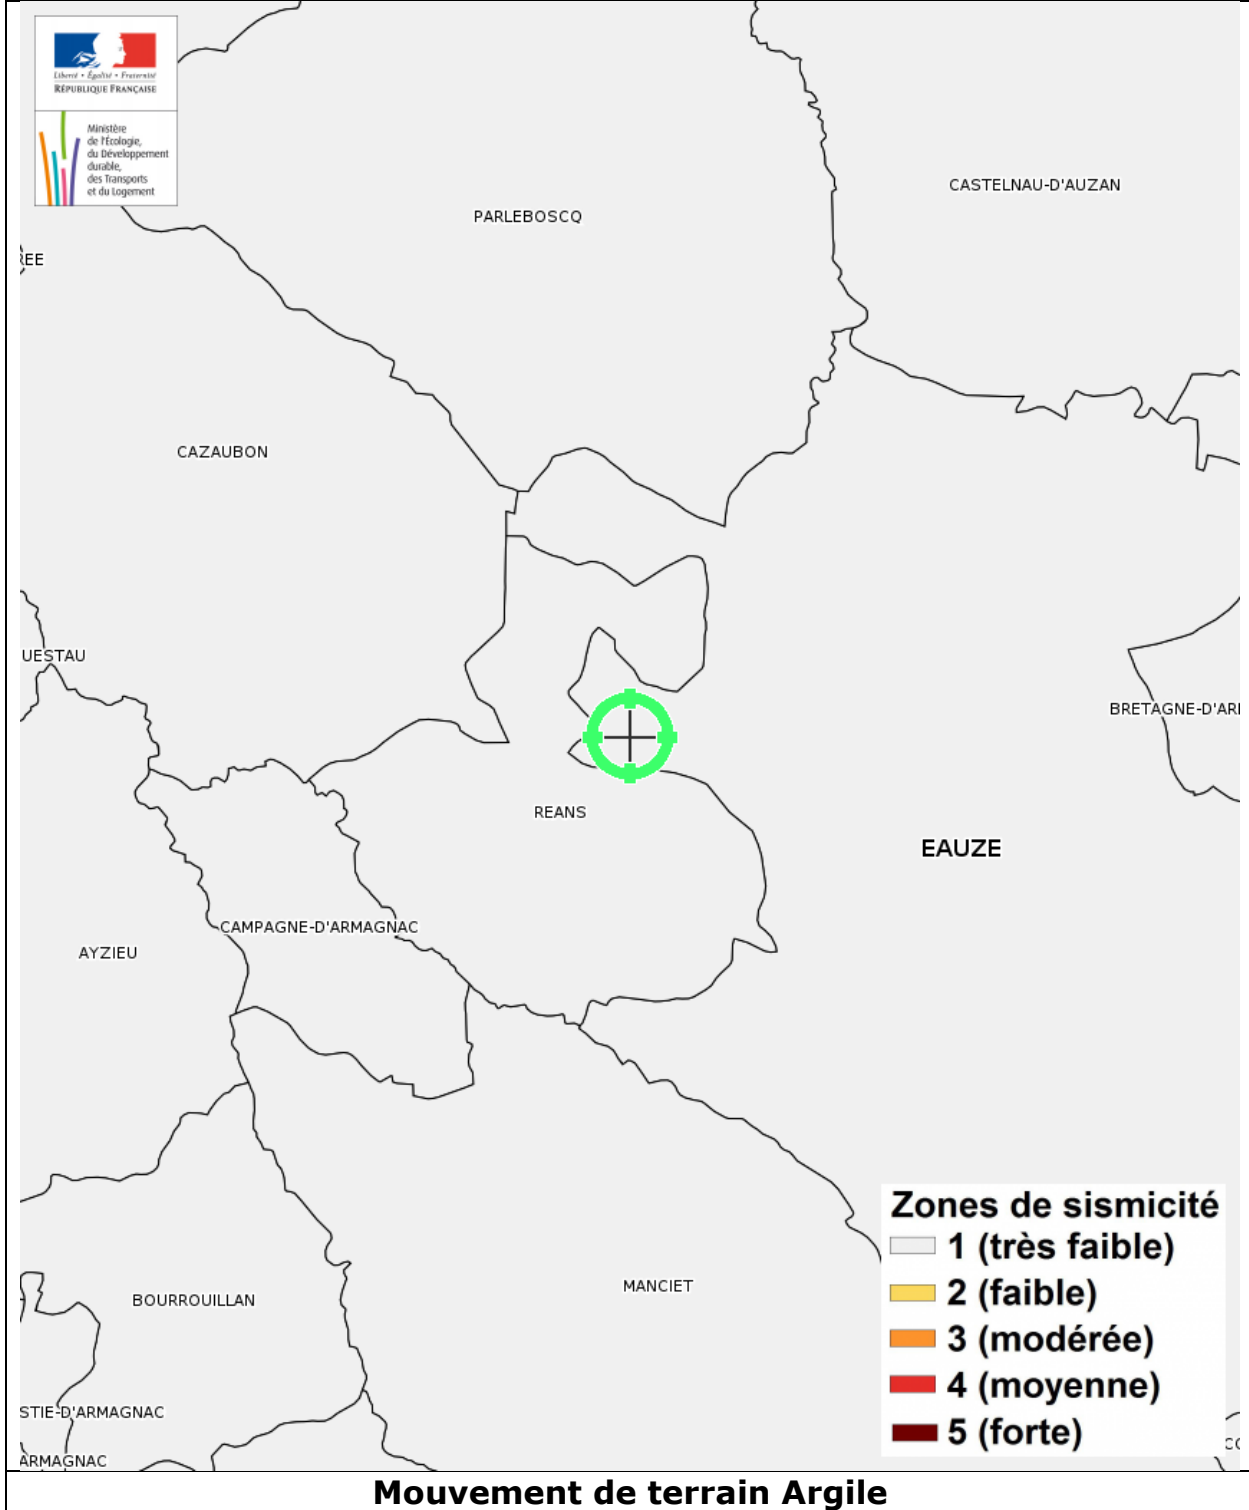 Liberté • Égalité • Fraternité
RÉPUBLIQUE FRANÇAISE
Ministère
de l'Écologie,
du Développement
durable,
des Transports
et du Logement
CASTELNAU-D'AUZAN
PARLEBOSCQ
REE
CAZAUBON
UESTAU
BRETAGNE-D'AR
REANS
EAUZE
CAMPAGNE-D'ARMAGNAC
AYZIEU
Zones de sismicité
1 (très faible)
2 (faible)
3 (modérée)
4 (moyenne)
5 (forte)
MANCIET
BOURROUILLAN
STIE-D'ARMAGNAC
ARMAGNAC
Mouvement de terrain Argile